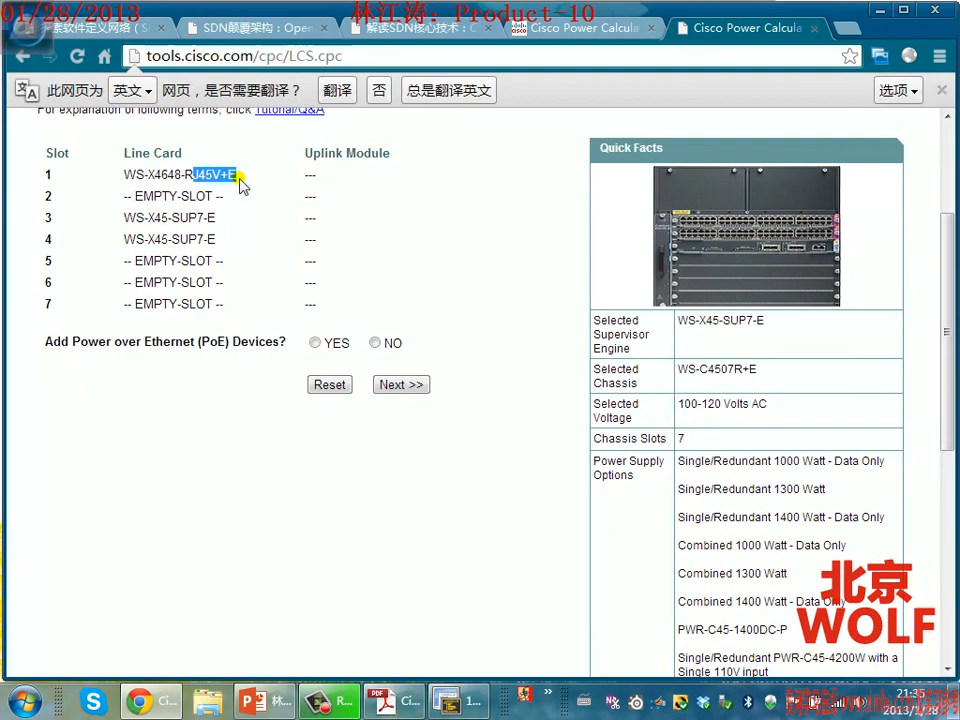 01/28/2013
林江涛：Product-10
SDN颠覆架构：Open
解读SDN核心技术：C
Cisco Power Calcula
Cisco Power Calcula
tools.cisco.com/cpc/LCS.cpc
此网页为 英文 网页，是否需要翻译？ 翻译 否 总是翻译英文 选项
For explanation of following terms, click Tutorial/Q&A
Slot Line Card Uplink Module
1 WS-X4648-RJ45V+E ---
2 -- EMPTY-SLOT -- ---
3 WS-X45-SUP7-E ---
4 WS-X45-SUP7-E ---
5 -- EMPTY-SLOT -- ---
6 -- EMPTY-SLOT -- ---
7 -- EMPTY-SLOT -- ---
Add Power over Ethernet (PoE) Devices? YES NO
Reset Next >>
Quick Facts
Selected Supervisor Engine WS-X45-SUP7-E
Selected Chassis WS-C4507R+E
Selected Voltage 100-120 Volts AC
Chassis Slots 7
Power Supply Options
Single/Redundant 1000 Watt - Data Only
Single/Redundant 1300 Watt
Single/Redundant 1400 Watt - Data Only
Combined 1000 Watt - Data Only
Combined 1300 Watt
Combined 1400 Watt - Data Only
PWR-C45-1400DC-P
Single/Redundant PWR-C45-4200W with a
Single 110V input
北京
WOLF
Ci...
林...
R...
PDF
Ci...
1...
21:35
2013/1/28